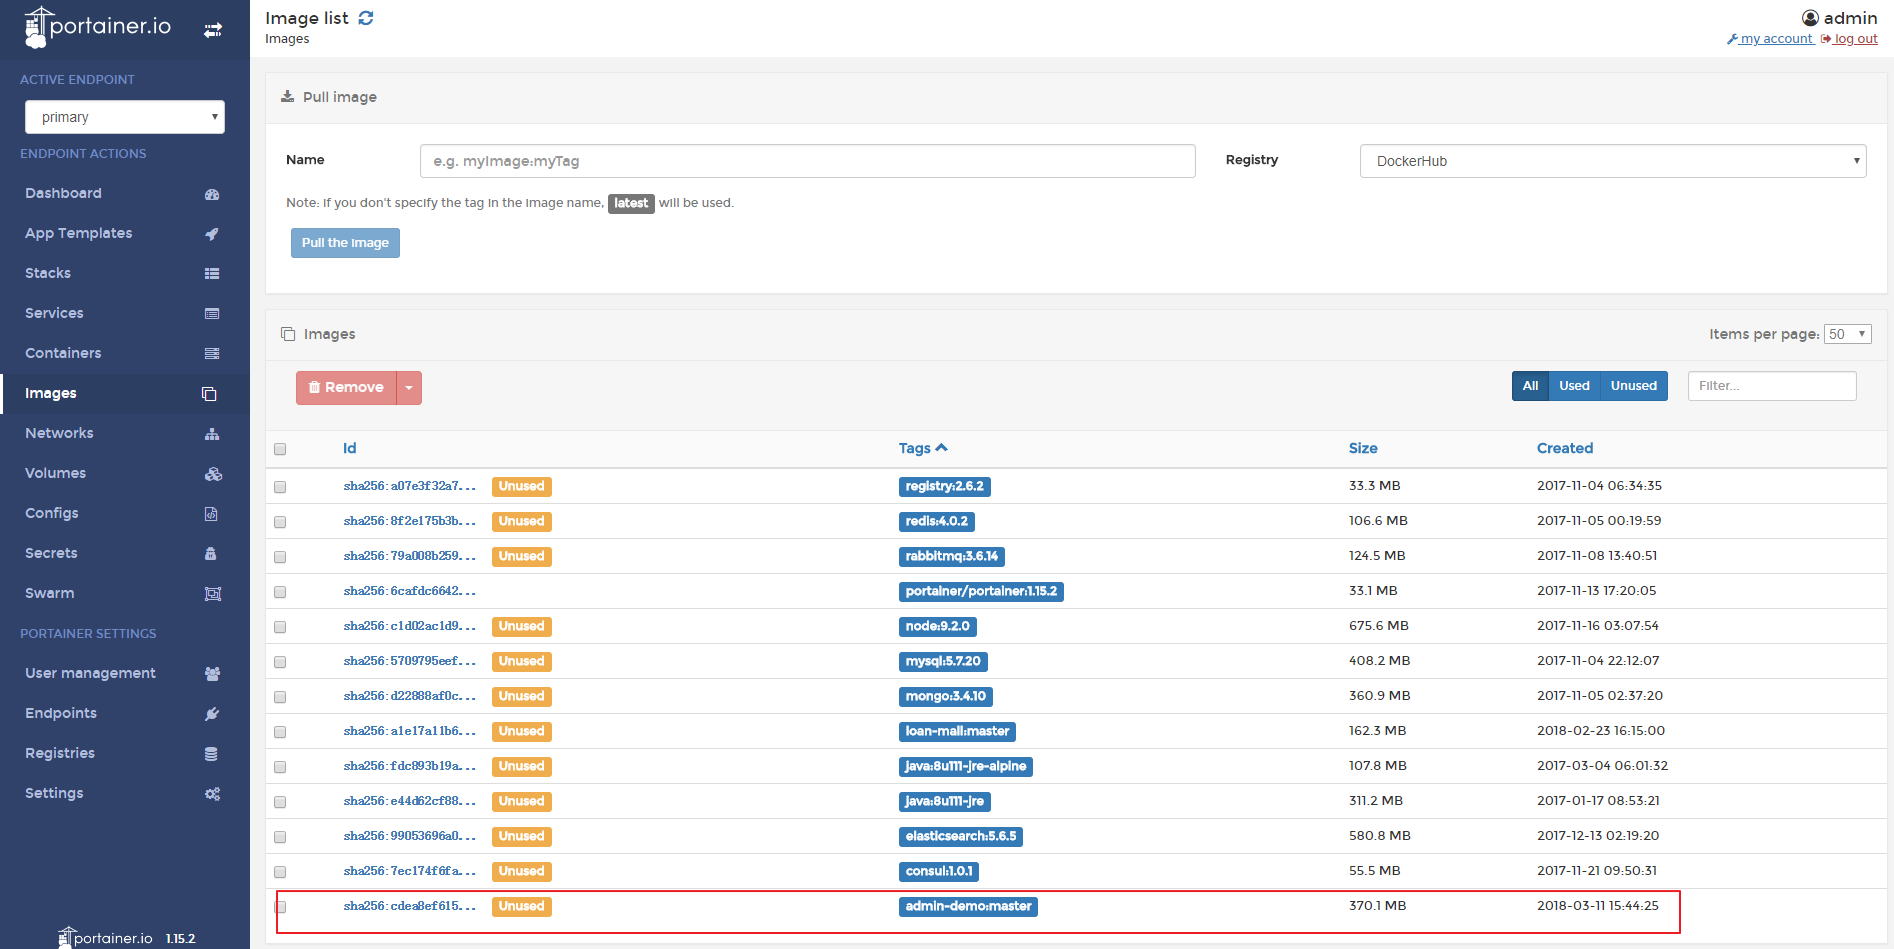 portainer.io
ACTIVE ENDPOINT
primary
ENDPOINT ACTIONS
Dashboard
App Templates
Stacks
Services
Containers
Images
Networks
Volumes
Configs
Secrets
Swarm
PORTAINER SETTINGS
User management
Endpoints
Registries
Settings
portainer.io 1.15.2
Image list
Images
admin
my account log out
Pull image
Name e.g. myImage:myTag Registry DockerHub
Note: if you don't specify the tag in the image name, latest will be used.
Pull the image
Images Items per page: 50
Remove All Used Unused Filter...
Id Tags Size Created
sha256:a07e3f32a7... Unused registry:2.6.2 33.3 MB 2017-11-04 06:34:35
sha256:8f2e175b3b... Unused redis:4.0.2 106.6 MB 2017-11-05 00:19:59
sha256:79a008b259... Unused rabbitmq:3.6.14 124.5 MB 2017-11-08 13:40:51
sha256:6cafdc6642... portainer/portainer:1.15.2 33.1 MB 2017-11-13 17:20:05
sha256:c1d02ac1d9... Unused node:9.2.0 675.6 MB 2017-11-16 03:07:54
sha256:5709795eef... Unused mysql:5.7.20 408.2 MB 2017-11-04 22:12:07
sha256:d22888af0c... Unused mongo:3.4.10 360.9 MB 2017-11-05 02:37:20
sha256:a1e17a11b6... Unused loan-mall:master 162.3 MB 2018-02-23 16:15:00
sha256:fdc893b19a... Unused java:8u111-jre-alpine 107.8 MB 2017-03-04 06:01:32
sha256:e44d62cf88... Unused java:8u111-jre 311.2 MB 2017-01-17 08:53:21
sha256:99053696a0... Unused elasticsearch:5.6.5 580.8 MB 2017-12-13 02:19:20
sha256:7ec174f6fa... Unused consul:1.0.1 55.5 MB 2017-11-21 09:50:31
sha256:cdea8ef615... Unused admin-demo:master 370.1 MB 2018-03-11 15:44:25